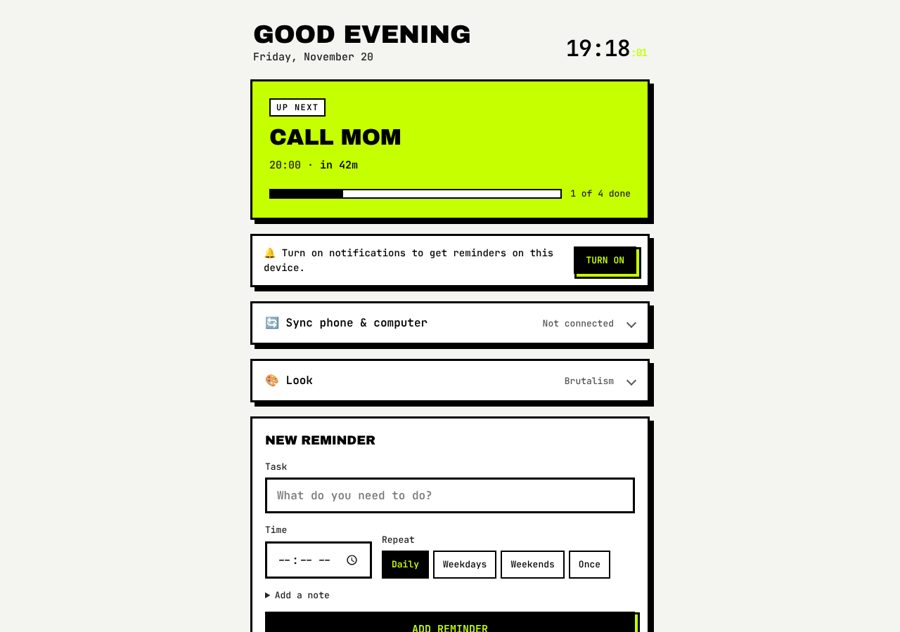 GOOD EVENING
Friday, November 20
19:18:01
UP NEXT
CALL MOM
20:00 · in 42m
1 of 4 done
🔔 Turn on notifications to get reminders on this
device.
TURN ON
🔄 Sync phone & computer
Not connected
🎨 Look
Brutalism
NEW REMINDER
Task
What do you need to do?
Time
--:-- --
Repeat
Daily
Weekdays
Weekends
Once
Add a note
ADD REMINDER